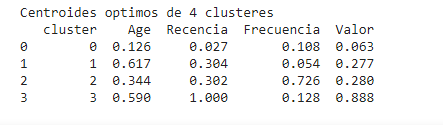 Centroides optimos de 4 clusteres
cluster Age Recencia Frecuencia Valor
0 0 0.126 0.027 0.108 0.063
1 1 0.617 0.304 0.054 0.277
2 2 0.344 0.302 0.726 0.280
3 3 0.590 1.000 0.128 0.888